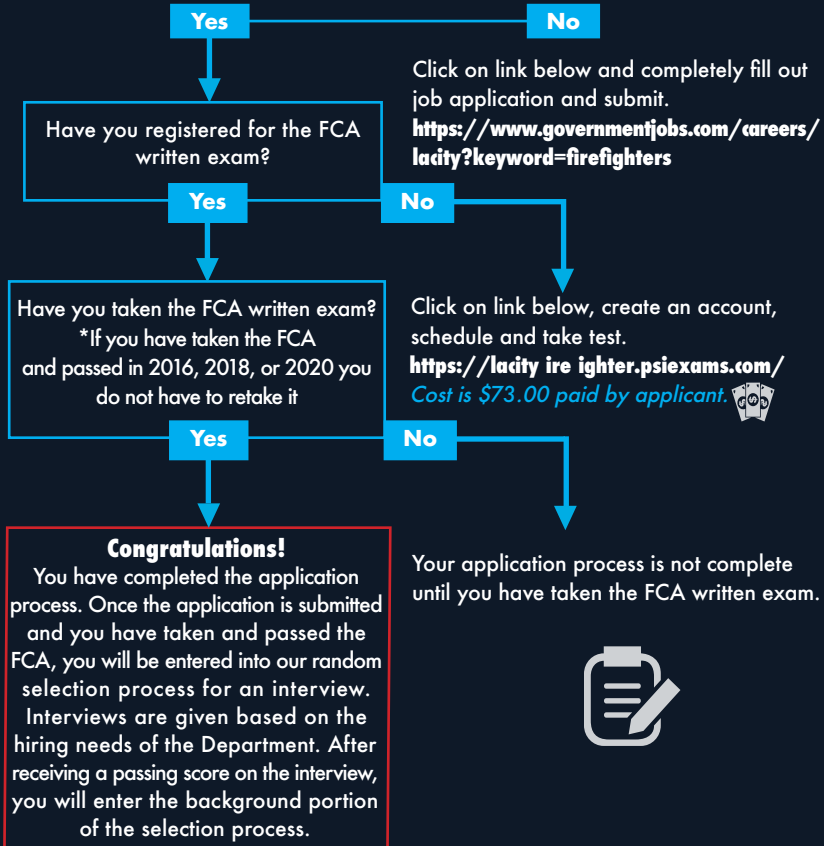 Yes
No
Click on link below and completely fill out
job application and submit.
https://www.governmentjobs.com/careers/
lacity?keyword=firefighters
Have you registered for the FCA
written exam?
Yes
No
Have you taken the FCA written exam?
*If you have taken the FCA
and passed in 2016, 2018, or 2020 you
do not have to retake it
Click on link below, create an account,
schedule and take test.
https://lacity ire ighter.psiexams.com/
Cost is $73.00 paid by applicant.
Yes
No
Congratulations!
You have completed the application
process. Once the application is submitted
and you have taken and passed the
FCA, you will be entered into our random
selection process for an interview.
Interviews are given based on the
hiring needs of the Department. After
receiving a passing score on the interview,
you will enter the background portion
of the selection process.
Your application process is not complete
until you have taken the FCA written exam.